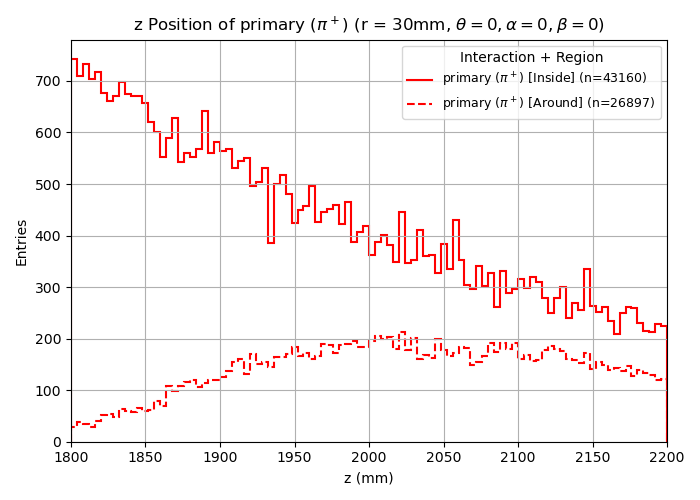 z Position of primary (π⁺) (r = 30mm, θ = 0, α = 0, β = 0)
Interaction + Region
primary (π⁺) [Inside] (n=43160)
primary (π⁺) [Around] (n=26897)
Entries
700
600
500
400
300
200
100
0
1800 1850 1900 1950 2000 2050 2100 2150 2200
z (mm)